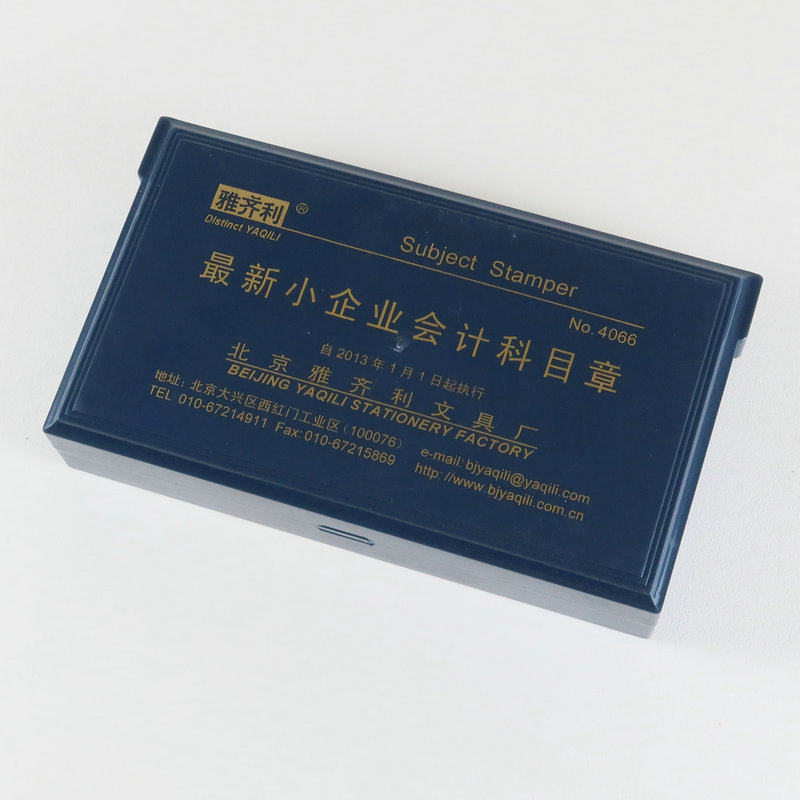 雅齐利 ®
Distinct YAQILI
Subject Stamper
No. 4066
最新小企业会计科目章
自2013年1月1日起执行
北京雅齐利文具厂
BEIJING YAQILI STATIONERY FACTORY
地址: 北京大兴区西红门工业区 (100076)
TEL 010-67214911 Fax: 010-67215869
e-mail: bjyaqili@yaqili.com
http://www.bjyaqili.com.cn